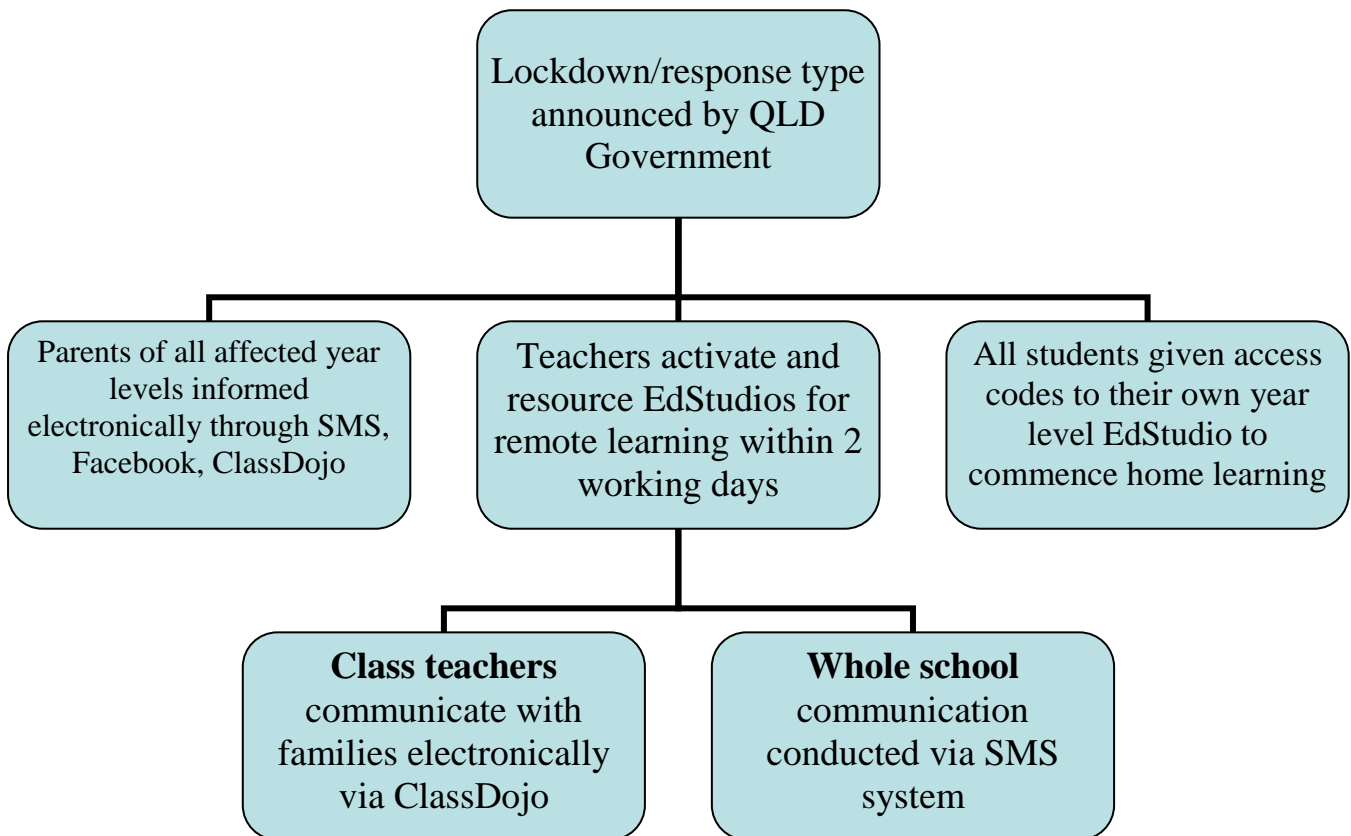 Lockdown/response type
announced by QLD
Government
Parents of all affected year
levels informed
electronically through SMS,
Facebook, ClassDojo
Teachers activate and
resource EdStudios for
remote learning within 2
working days
All students given access
codes to their own year
level EdStudio to
commence home learning
Class teachers
communicate with
families electronically
via ClassDojo
Whole school
communication
conducted via SMS
system